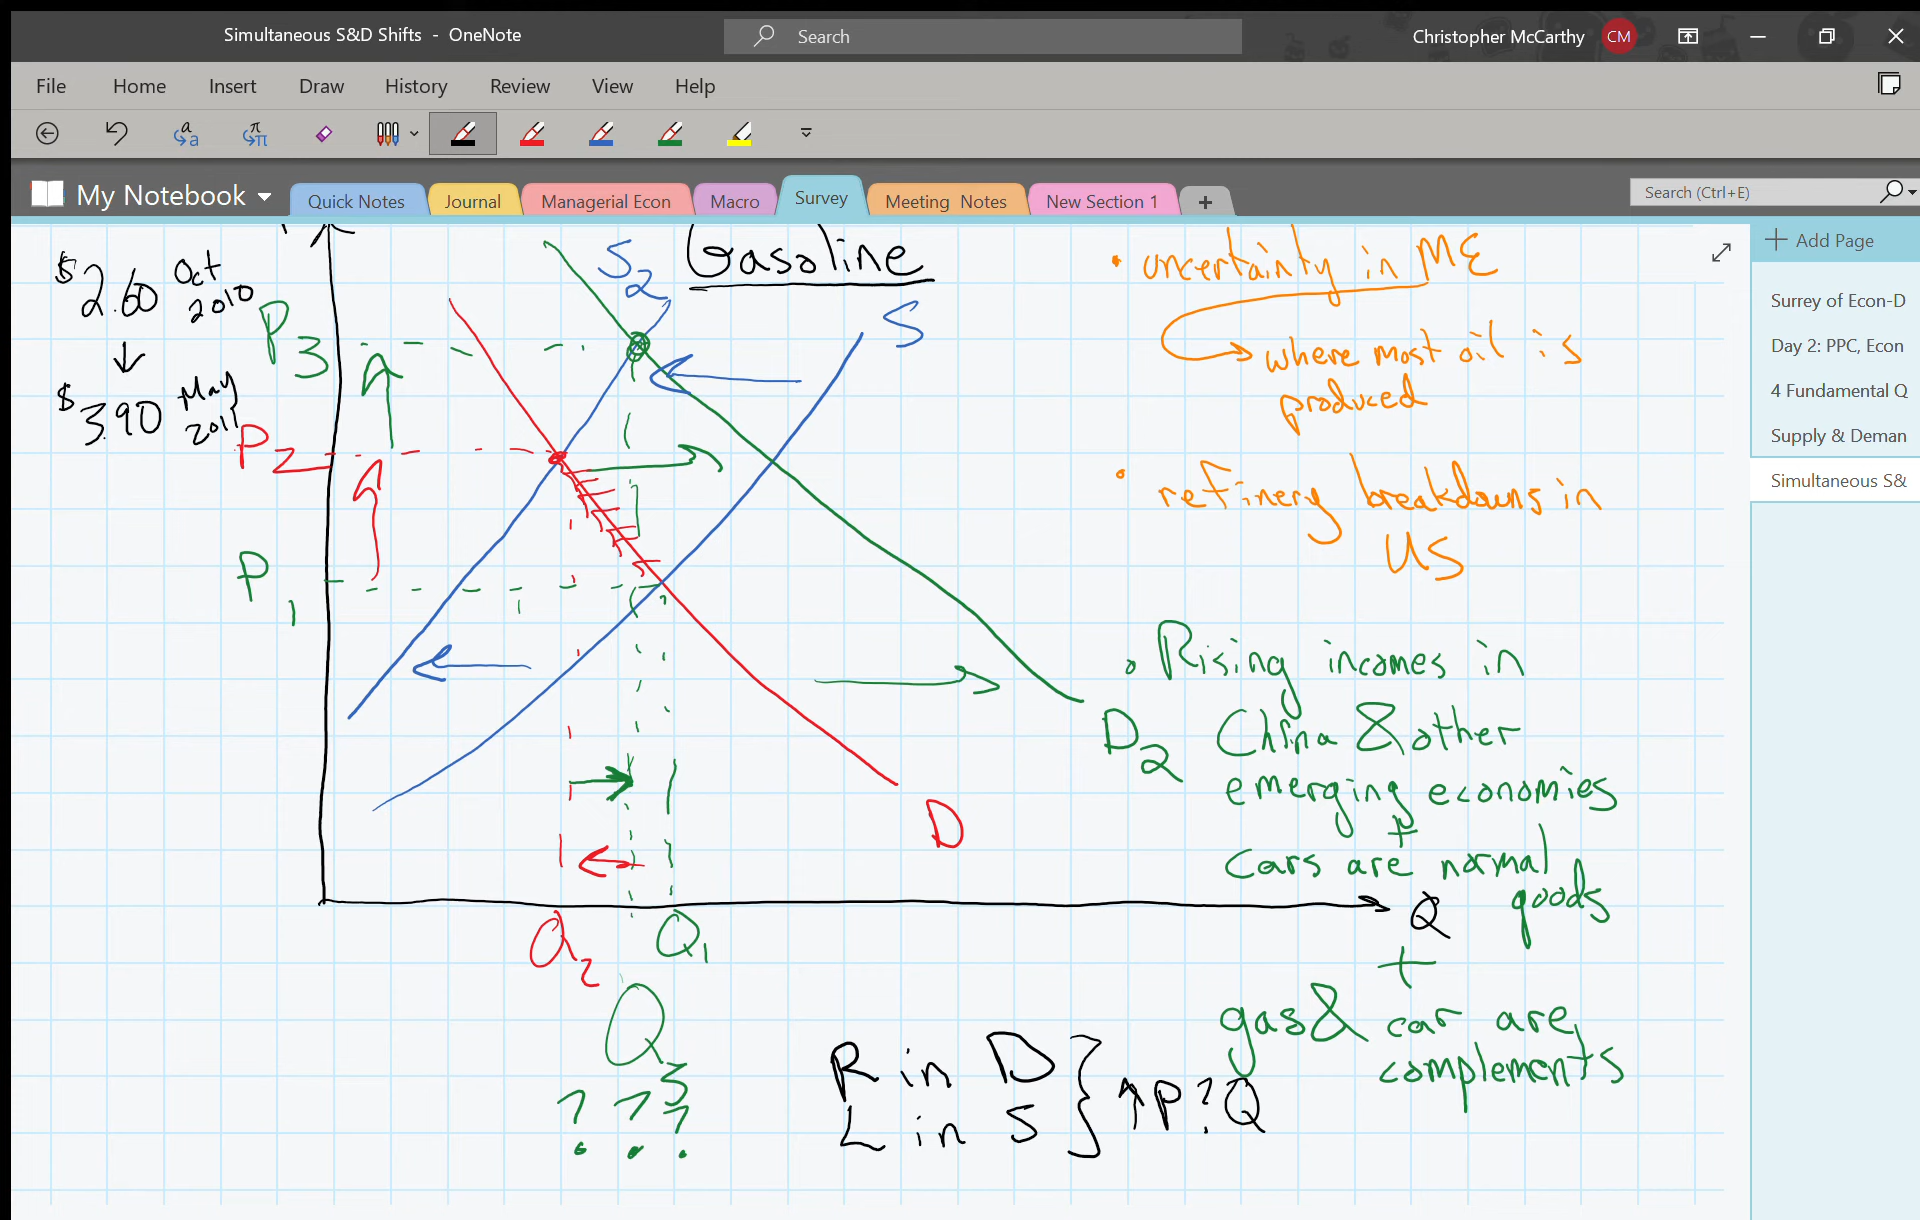 Simultaneous S&D Shifts - OneNote
Search
Christopher McCarthy CM
File Home Insert Draw History Review View Help
My Notebook
Quick Notes Journal Managerial Econ Macro Survey Meeting Notes New Section 1 +
Search (Ctrl+E)
Add Page
Surrey of Econ-D
Day 2: PPC, Econ
4 Fundamental Q
Supply & Deman
Simultaneous S&
Gasoline
$2.60 Oct 2010
↓
$3.90 May 2011
P3
P2
P1
S2
S
D2
D
Q2
Q1
Q
Q3
? ? ?
• uncertainty in ME
where most oil is
produced
• refinery breakdowns in
US
• Rising incomes in
China & other
emerging economies
+
cars are normal
goods
+
gas & car are
complements
R in D
L in S
} ↑P ?Q